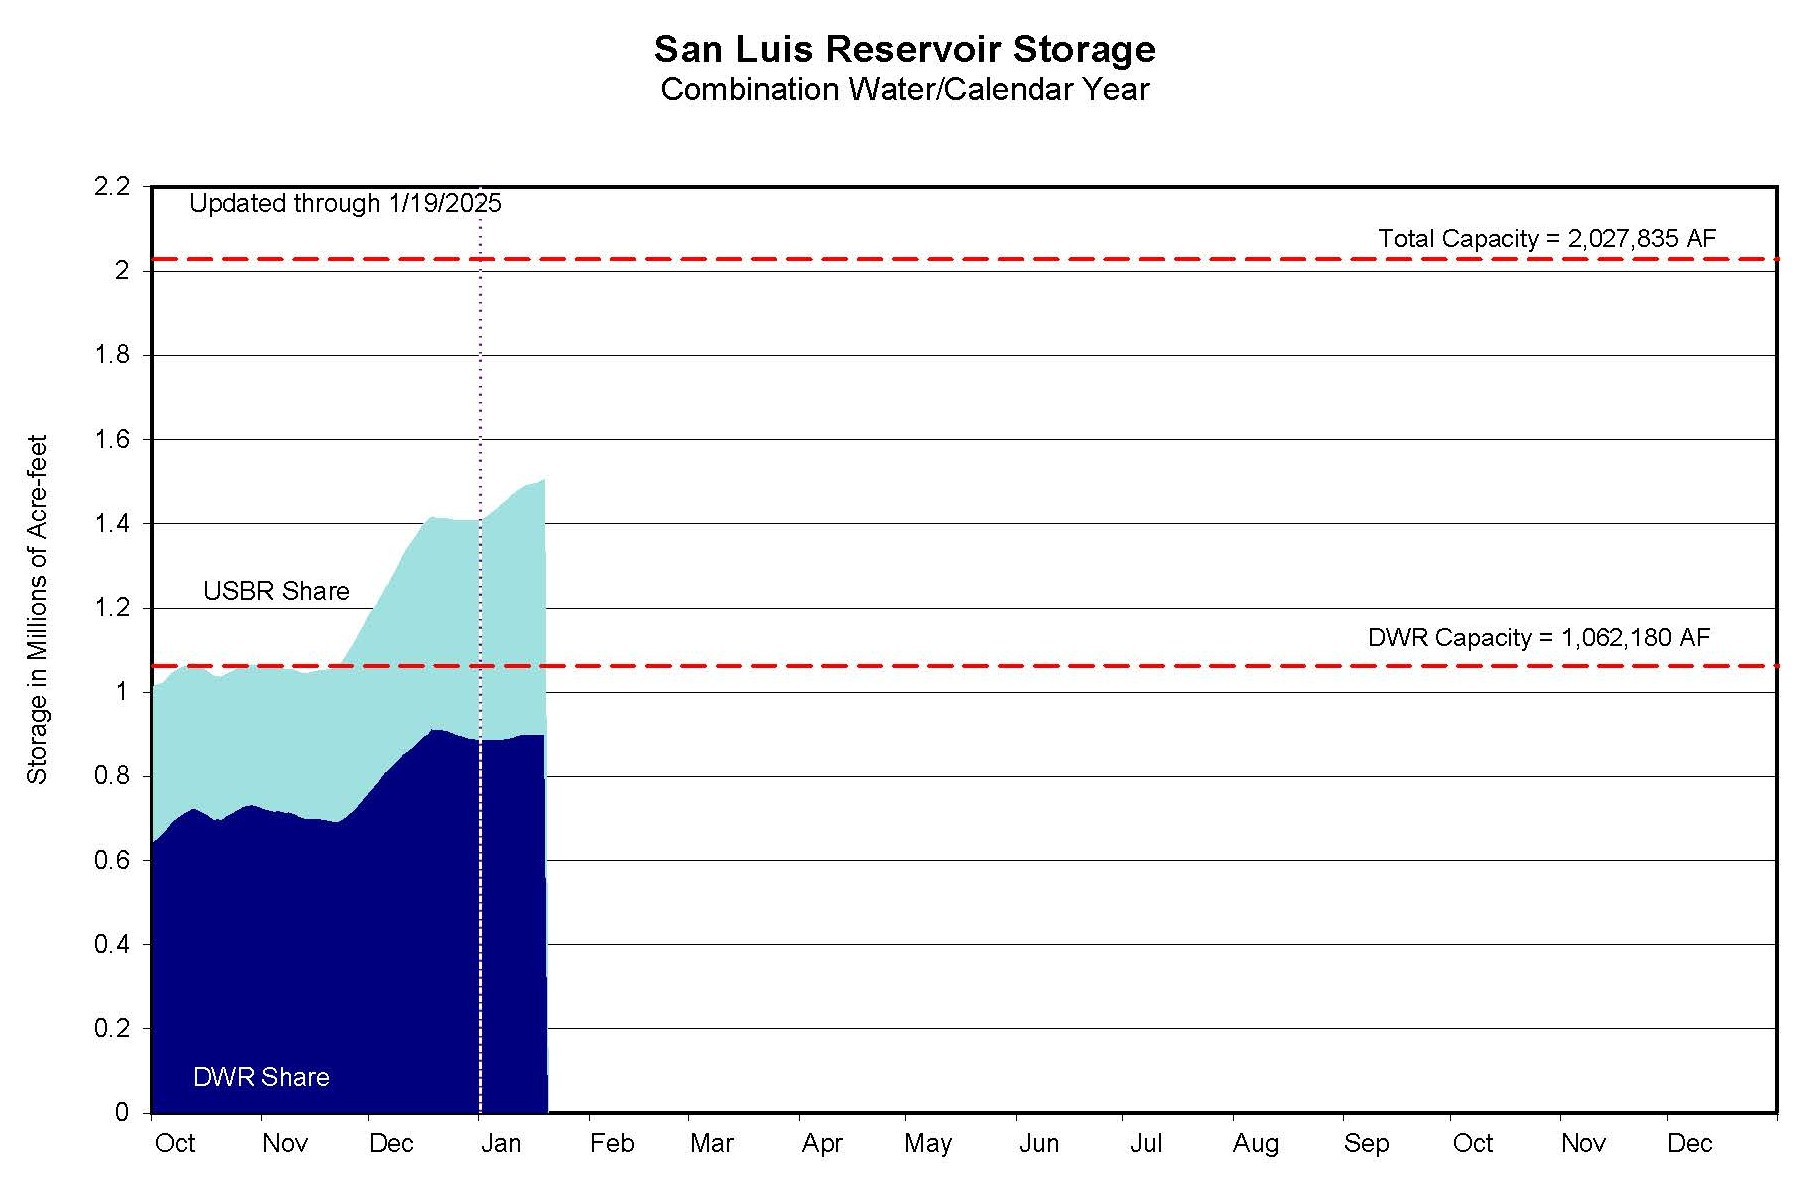 San Luis Reservoir Storage
Combination Water/Calendar Year
2.2
Updated through 1/19/2025
Total Capacity = 2,027,835 AF
2
1.8
1.6
1.4
USBR Share
1.2
DWR Capacity = 1,062,180 AF
1
0.8
0.6
0.4
0.2
DWR Share
0
Storage in Millions of Acre-feet
Oct Nov Dec Jan Feb Mar Apr May Jun Jul Aug Sep Oct Nov Dec